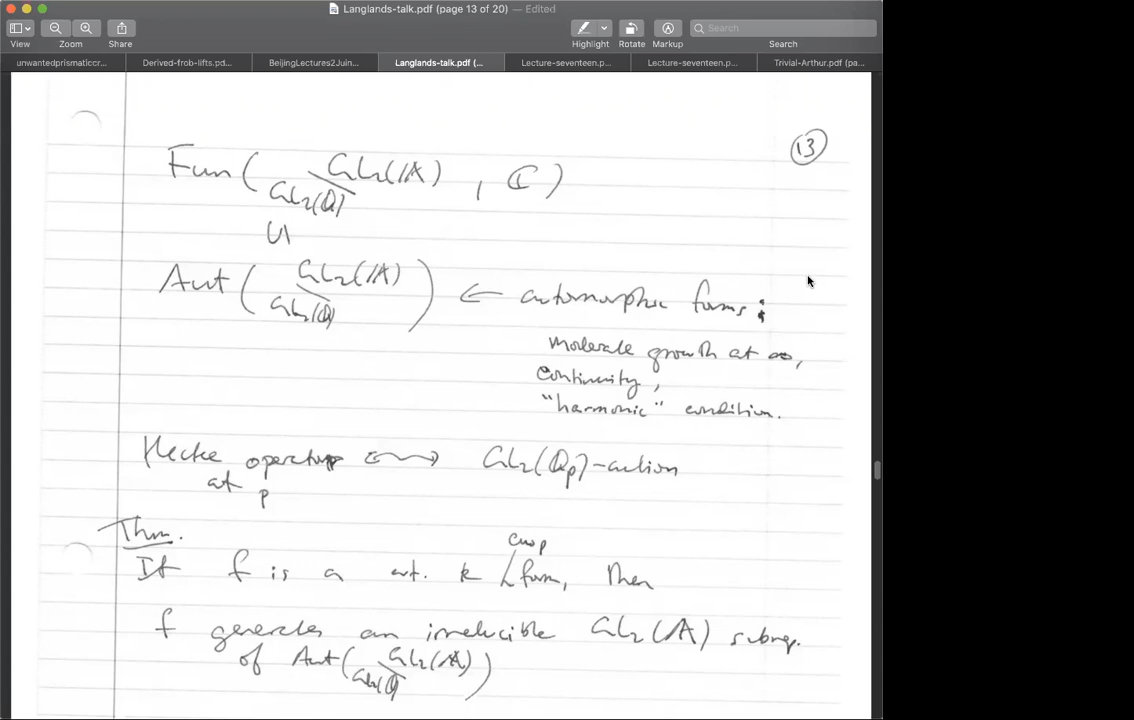 Langlands-talk.pdf (page 13 of 20) — Edited
View Zoom Share Highlight Rotate Markup Search Search
unwantedprismaticcr... Derived-frob-lifts.pd... BeijingLectures2Juin... Langlands-talk.pdf (... Lecture-seventeen.p... Lecture-seventeen.p... Trivial-Arthur.pdf (pa...
13
Fun( GL₂(ℚ)\GL₂(𝔸), ℂ)
∪|
Aut( GL₂(ℚ)\GL₂(𝔸) ) ← automorphic forms:
moderate growth at ∞,
continuity,
"harmonic" condition.
Hecke operators ↔ GL₂(ℚp)-action
at p
Thm.
If f is a wt. k cusp form, then
f generates an irreducible GL₂(𝔸) subrep.
of Aut( GL₂(ℚ)\GL₂(𝔸) )